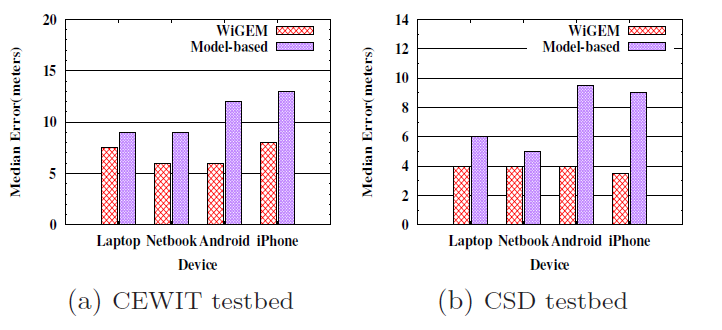 20
15
10
5
0
Median Error(meters)
WiGEM
Model-based
Laptop Netbook Android iPhone
Device
(a) CEWIT testbed
14
12
10
8
6
4
2
0
Median Error(meters)
WiGEM
Model-based
Laptop Netbook Android iPhone
Device
(b) CSD testbed